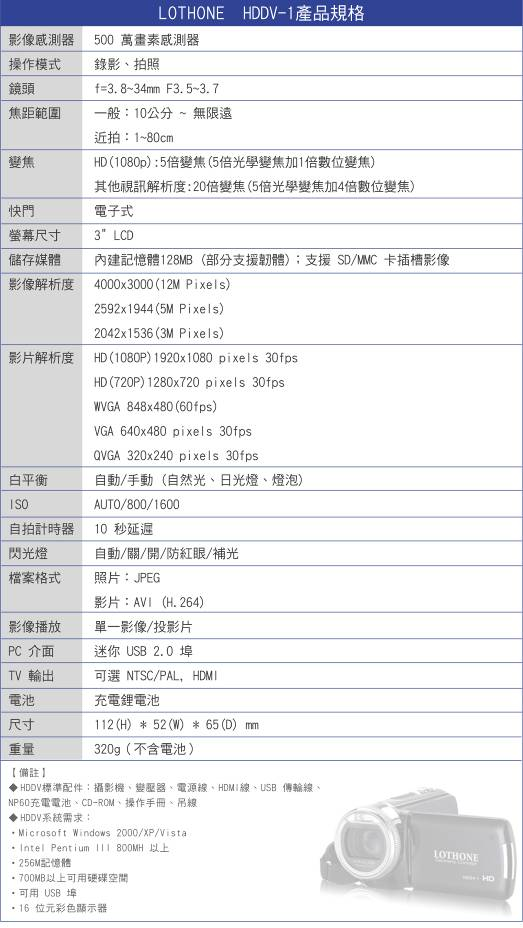 LOTHONE HDDV-1產品規格
影像感測器 500 萬畫素感測器
操作模式 錄影、拍照
鏡頭 f=3.8~34mm F3.5~3.7
焦距範圍 一般：10公分 ~ 無限遠
近拍：1~80cm
變焦 HD(1080p):5倍變焦(5倍光學變焦加1倍數位變焦)
其他視訊解析度:20倍變焦(5倍光學變焦加4倍數位變焦)
快門 電子式
螢幕尺寸 3" LCD
儲存媒體 內建記憶體128MB (部分支援韌體)；支援 SD/MMC 卡插槽影像
影像解析度 4000x3000(12M Pixels)
2592x1944(5M Pixels)
2042x1536(3M Pixels)
影片解析度 HD(1080P)1920x1080 pixels 30fps
HD(720P)1280x720 pixels 30fps
WVGA 848x480(60fps)
VGA 640x480 pixels 30fps
QVGA 320x240 pixels 30fps
白平衡 自動/手動 (自然光、日光燈、燈泡)
ISO AUTO/800/1600
自拍計時器 10 秒延遲
閃光燈 自動/關/開/防紅眼/補光
檔案格式 照片：JPEG
影片：AVI (H.264)
影像播放 單一影像/投影片
PC 介面 迷你 USB 2.0 埠
TV 輸出 可選 NTSC/PAL, HDMI
電池 充電鋰電池
尺寸 112(H) * 52(W) * 65(D) mm
重量 320g (不含電池)
【備註】
◆HDDV標準配件：攝影機、變壓器、電源線、HDMI線、USB 傳輸線、
NP60充電電池、CD-ROM、操作手冊、吊線
◆HDDV系統需求：
・Microsoft Windows 2000/XP/Vista
・Intel Pentium III 800MH 以上
・256M記憶體
・700MB以上可用硬碟空間
・可用 USB 埠
・16 位元彩色顯示器
LOTHONE
HDDV-1 HD